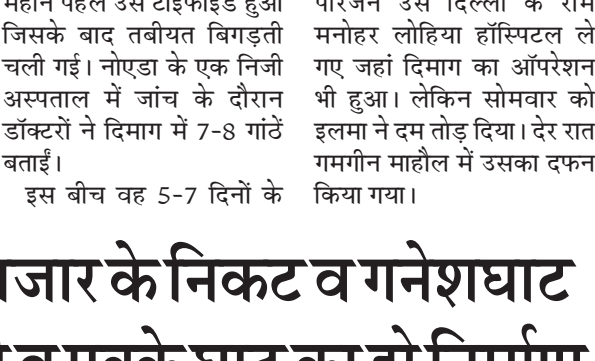 महीने पहले उसे टाइफाइड हुआ
जिसके बाद तबीयत बिगड़ती
चली गई। नोएडा के एक निजी
अस्पताल में जांच के दौरान
डॉक्टरों ने दिमाग में 7-8 गांठें
बताईं।
इस बीच वह 5-7 दिनों के
परिजन उसे दिल्ली के राम
मनोहर लोहिया हॉस्पिटल ले
गए जहां दिमाग का ऑपरेशन
भी हुआ। लेकिन सोमवार को
इलमा ने दम तोड़ दिया। देर रात
गमगीन माहौल में उसका दफन
किया गया।
के निकट व गनेशघाट